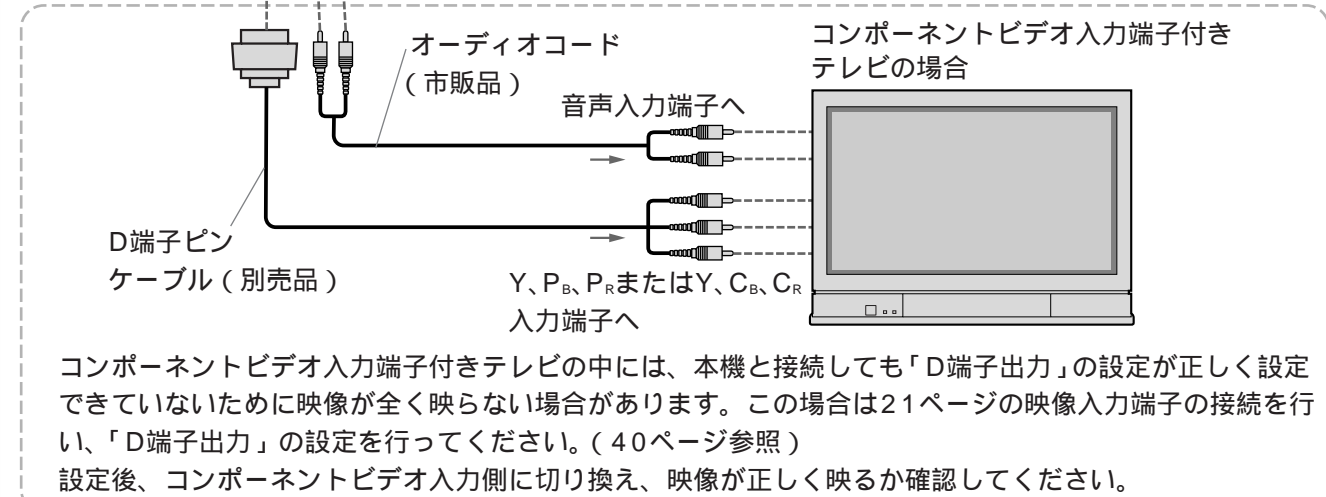 オーディオコード
(市販品)
コンポーネントビデオ入力端子付き
テレビの場合
音声入力端子へ
D端子ピン
ケーブル(別売品)
Y、PB、PRまたはY、CB、CR
入力端子へ
コンポーネントビデオ入力端子付きテレビの中には、本機と接続しても「D端子出力」の設定が正しく設定
できていないために映像が全く映らない場合があります。この場合は21ページの映像入力端子の接続を行
い、「D端子出力」の設定を行ってください。(40ページ参照)
設定後、コンポーネントビデオ入力側に切り換え、映像が正しく映るか確認してください。